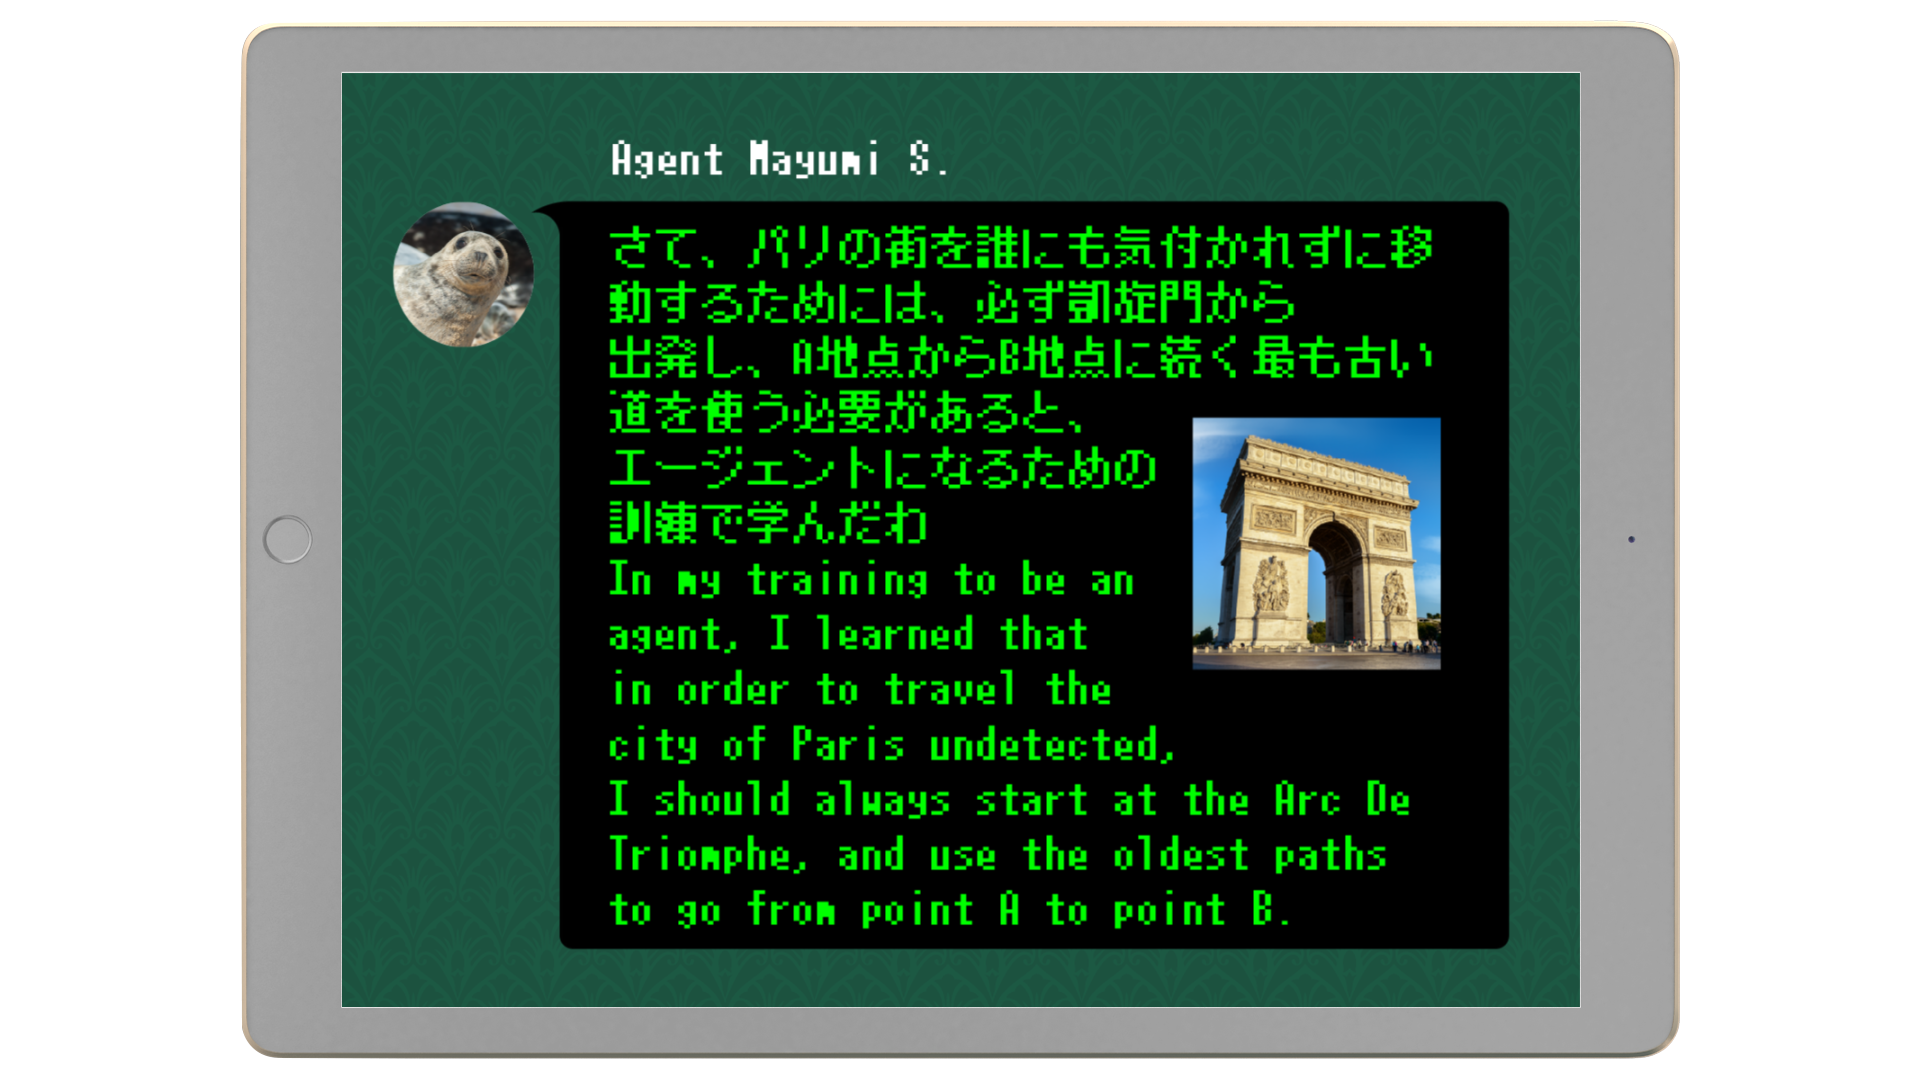 Agent Mayumi S.
さて、パリの街を誰にも気付かれずに移
動するためには、必ず凱旋門から
出発し、A地点からB地点に続く最も古い
道を使う必要があると、
エージェントになるための
訓練で学んだわ
In my training to be an
agent, I learned that
in order to travel the
city of Paris undetected,
I should always start at the Arc De
Triomphe, and use the oldest paths
to go from point A to point B.